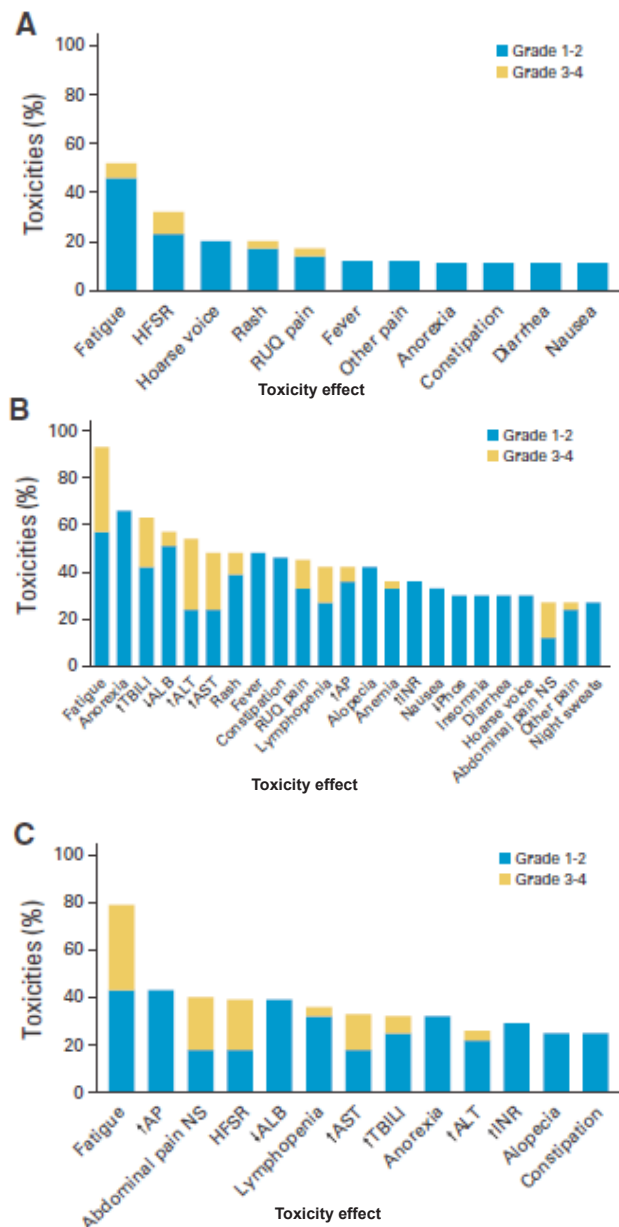 A
100
80
60
40
20
0
Toxicities (%)
Grade 1-2
Grade 3-4
Fatigue
HFSR
Hoarse voice
Rash
RUQ pain
Fever
Other pain
Anorexia
Constipation
Diarrhea
Nausea
Toxicity effect
B
100
80
60
40
20
0
Toxicities (%)
Grade 1-2
Grade 3-4
Fatigue
Anorexia
↑TBILI
↓ALB
↑ALT
↑AST
Rash
Fever
Constipation
RUQ pain
Lymphopenia
↑AP
Alopecia
Anemia
↑INR
Nausea
↓Phos
Insomnia
Diarrhea
Hoarse voice
Abdominal pain NS
Other pain
Night sweats
Toxicity effect
C
100
80
60
40
20
0
Toxicities (%)
Grade 1-2
Grade 3-4
Fatigue
↑AP
Abdominal pain NS
HFSR
↓ALB
Lymphopenia
↑AST
↑TBILI
Anorexia
↑ALT
↑INR
Alopecia
Constipation
Toxicity effect